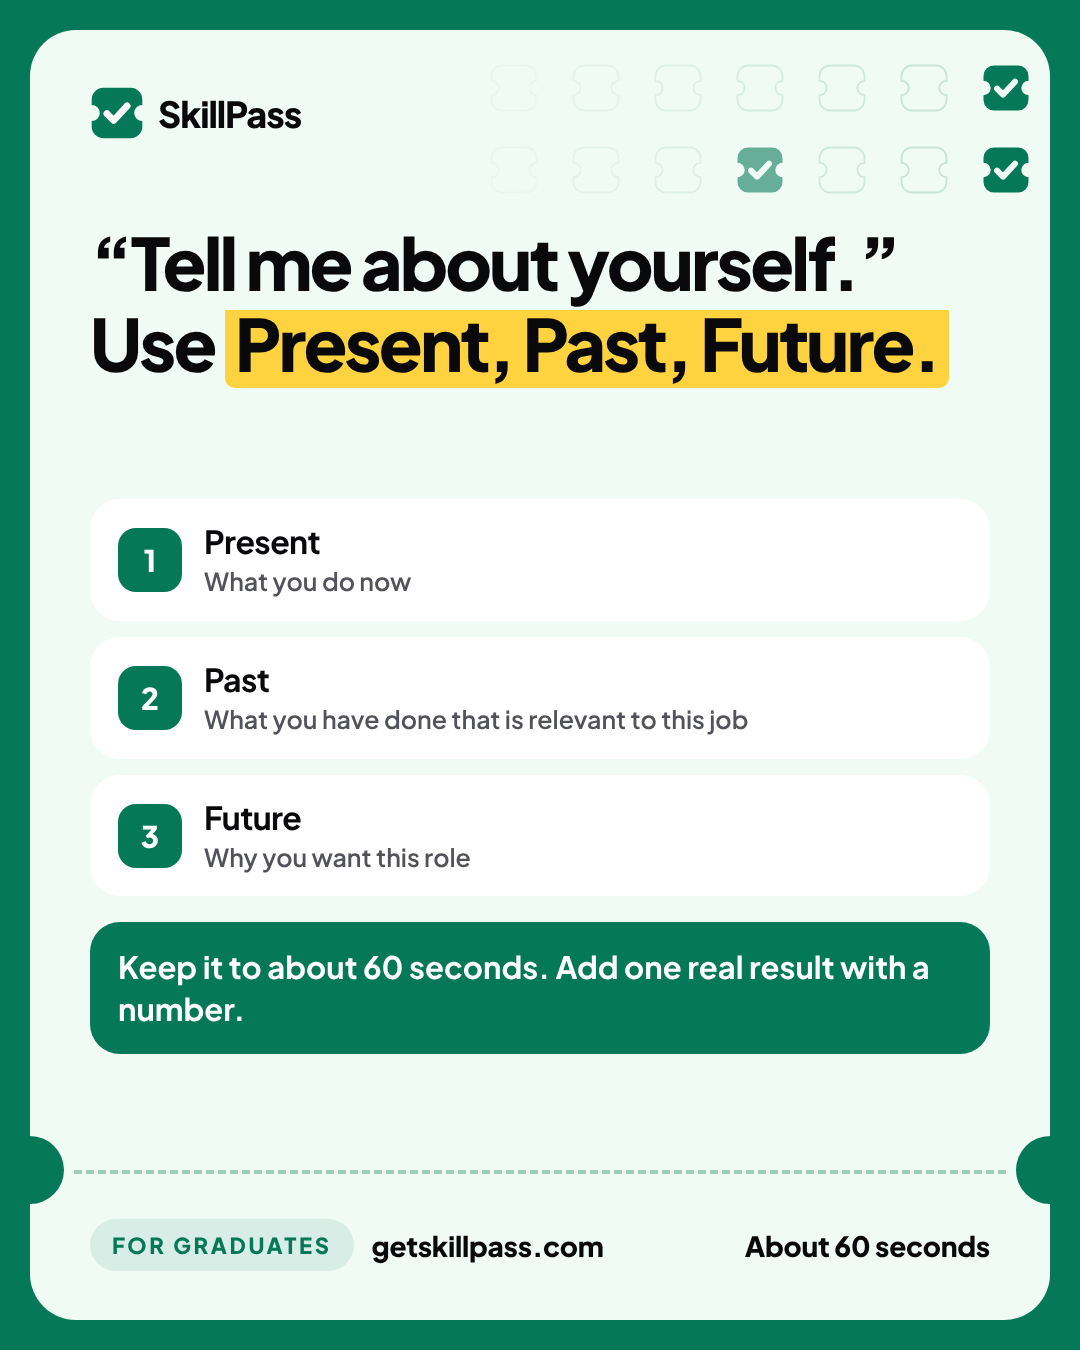 SkillPass
“Tell me about yourself.”
Use Present, Past, Future.
1
Present
What you do now
2
Past
What you have done that is relevant to this job
3
Future
Why you want this role
Keep it to about 60 seconds. Add one real result with a
number.
FOR GRADUATES
getskillpass.com
About 60 seconds